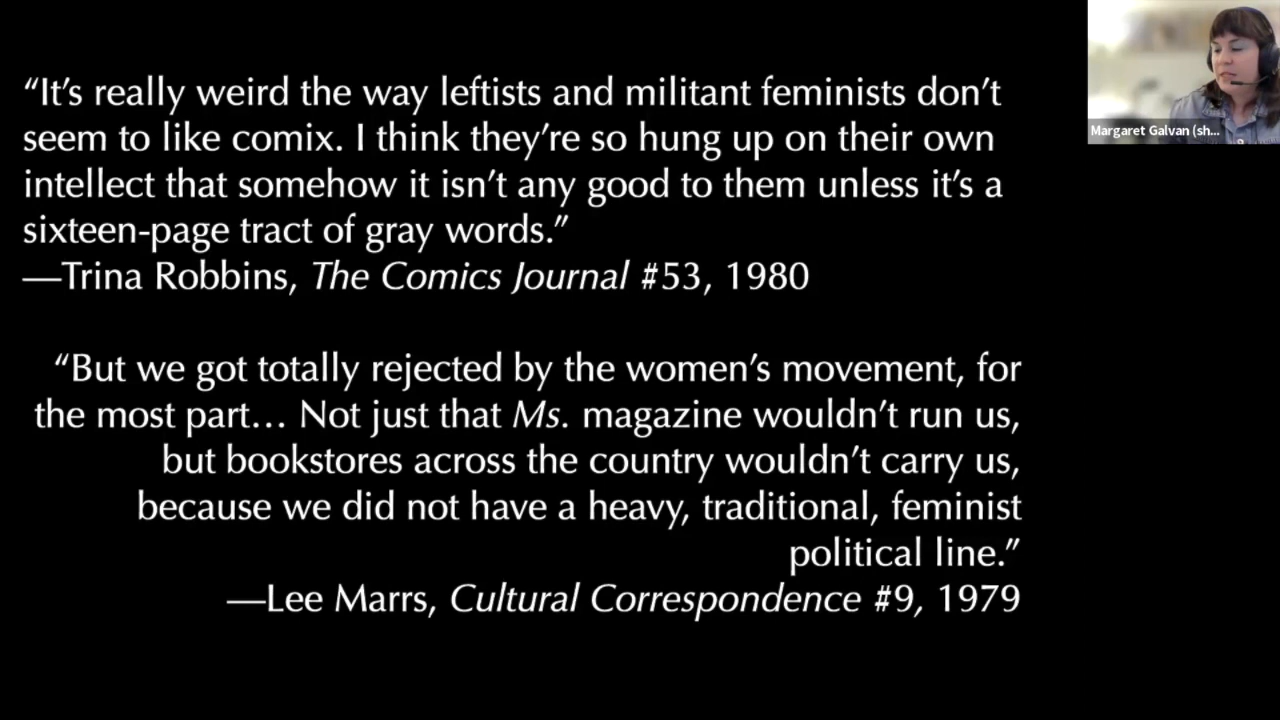 “It’s really weird the way leftists and militant feminists don’t
seem to like comix. I think they’re so hung up on their own
intellect that somehow it isn’t any good to them unless it’s a
sixteen-page tract of gray words.”
—Trina Robbins, The Comics Journal #53, 1980
“But we got totally rejected by the women’s movement, for
the most part… Not just that Ms. magazine wouldn’t run us,
but bookstores across the country wouldn’t carry us,
because we did not have a heavy, traditional, feminist
political line.”
—Lee Marrs, Cultural Correspondence #9, 1979
Margaret Galvan (sh...